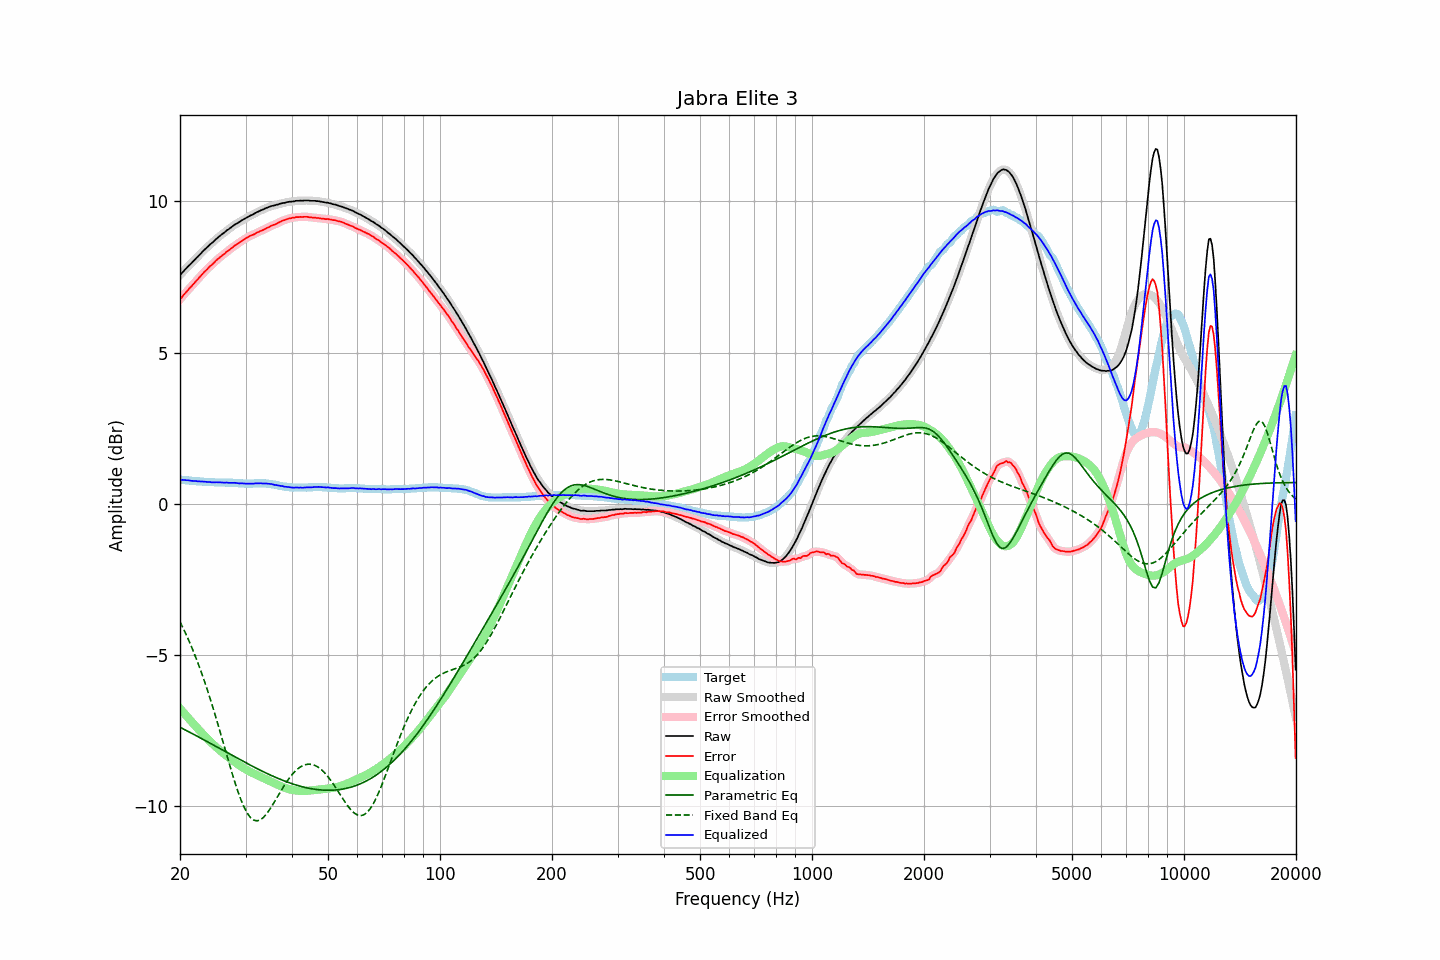 Jabra Elite 3
Amplitude (dBr)
10
5
0
−5
−10
Target
Raw Smoothed
Error Smoothed
Raw
Error
Equalization
Parametric Eq
Fixed Band Eq
Equalized
20
50
100
200
500
1000
2000
5000
10000
20000
Frequency (Hz)